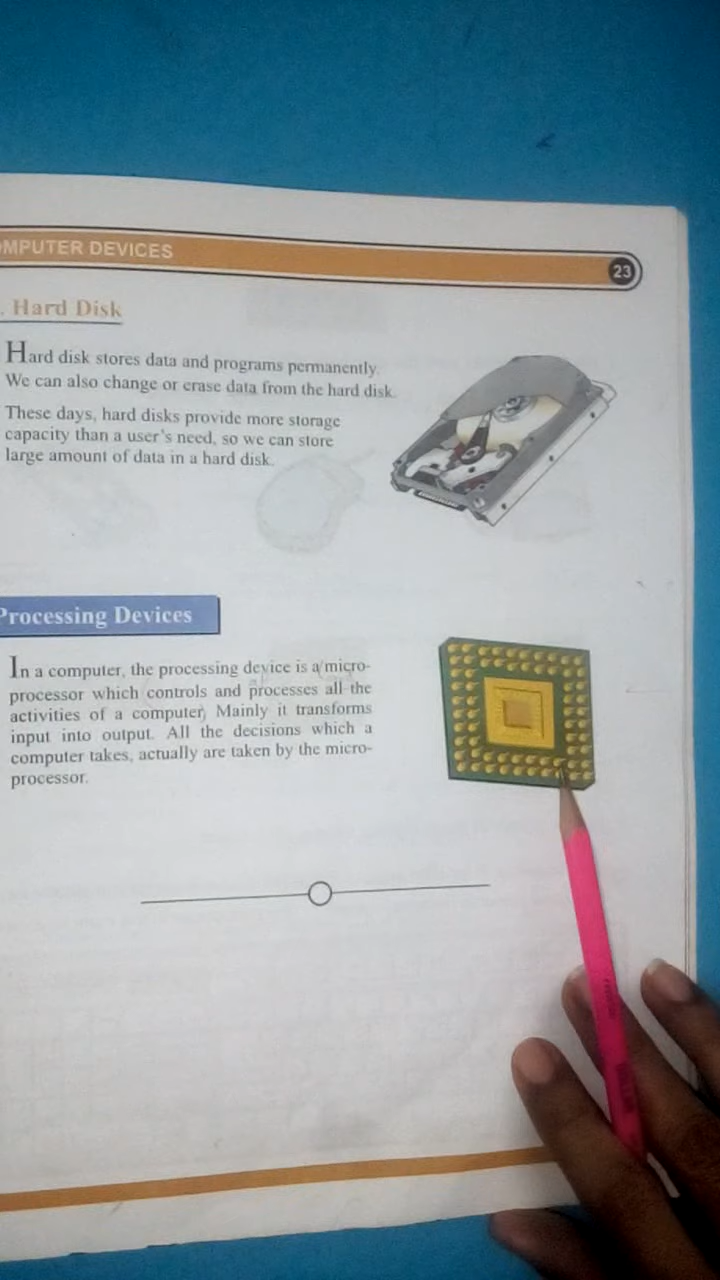 OMPUTER DEVICES
23
. Hard Disk
Hard disk stores data and programs permanently.
We can also change or erase data from the hard disk.
These days, hard disks provide more storage
capacity than a user's need, so we can store
large amount of data in a hard disk.
Processing Devices
In a computer, the processing device is a micro-
processor which controls and processes all the
activities of a computer. Mainly it transforms
input into output. All the decisions which a
computer takes, actually are taken by the micro-
processor.